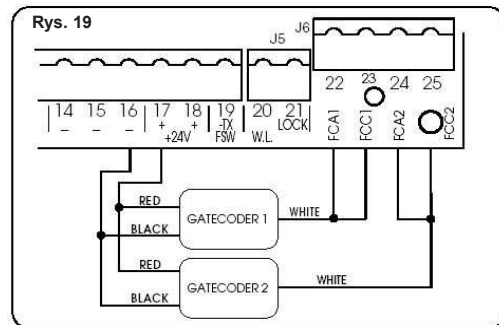 Rys. 19
J5 J6
14 15 16 17 18 19 20 21 22 23 24 25
- - - + + -TX W.L. LOCK FCA1 FCC1 FCA2 FCC2
+24V FSW
RED
GATECODER 1 WHITE
BLACK
RED
GATECODER 2 WHITE
BLACK